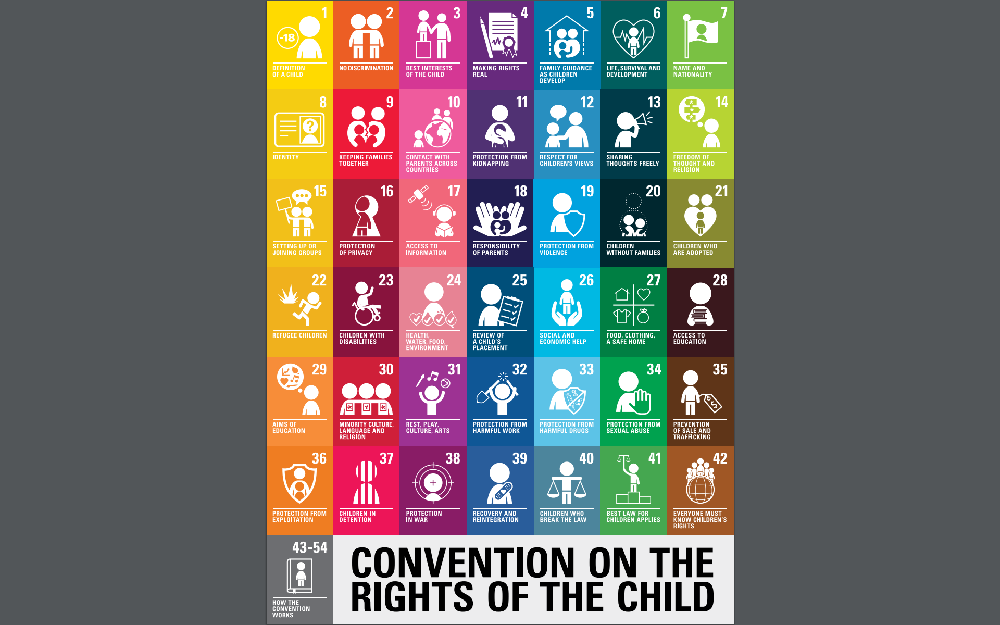 1
-18
DEFINITION
OF A CHILD
2
NO DISCRIMINATION
3
BEST INTERESTS
OF THE CHILD
4
MAKING RIGHTS
REAL
5
FAMILY GUIDANCE
AS CHILDREN
DEVELOP
6
LIFE, SURVIVAL AND
DEVELOPMENT
7
NAME AND
NATIONALITY
8
?
IDENTITY
9
KEEPING FAMILIES
TOGETHER
10
CONTACT WITH
PARENTS ACROSS
COUNTRIES
11
PROTECTION FROM
KIDNAPPING
12
RESPECT FOR
CHILDREN'S VIEWS
13
SHARING
THOUGHTS FREELY
14
FREEDOM OF
THOUGHT AND
RELIGION
15
SETTING UP OR
JOINING GROUPS
16
PROTECTION
OF PRIVACY
17
ACCESS TO
INFORMATION
18
RESPONSIBILITY
OF PARENTS
19
PROTECTION FROM
VIOLENCE
20
CHILDREN
WITHOUT FAMILIES
21
CHILDREN WHO
ARE ADOPTED
22
REFUGEE CHILDREN
23
CHILDREN WITH
DISABILITIES
24
HEALTH,
WATER, FOOD,
ENVIRONMENT
25
REVIEW OF
A CHILD'S
PLACEMENT
26
SOCIAL AND
ECONOMIC HELP
27
FOOD, CLOTHING,
A SAFE HOME
28
ACCESS TO
EDUCATION
29
AIMS OF
EDUCATION
30
MINORITY CULTURE,
LANGUAGE AND
RELIGION
31
REST, PLAY,
CULTURE, ARTS
32
PROTECTION FROM
HARMFUL WORK
33
PROTECTION FROM
HARMFUL DRUGS
34
PROTECTION FROM
SEXUAL ABUSE
35
$
PREVENTION
OF SALE AND
TRAFFICKING
36
PROTECTION FROM
EXPLOITATION
37
CHILDREN IN
DETENTION
38
PROTECTION
IN WAR
39
RECOVERY AND
REINTEGRATION
40
CHILDREN WHO
BREAK THE LAW
41
BEST LAW FOR
CHILDREN APPLIES
42
EVERYONE MUST
KNOW CHILDREN'S
RIGHTS
43-54
HOW THE
CONVENTION
WORKS
CONVENTION ON THE
RIGHTS OF THE CHILD